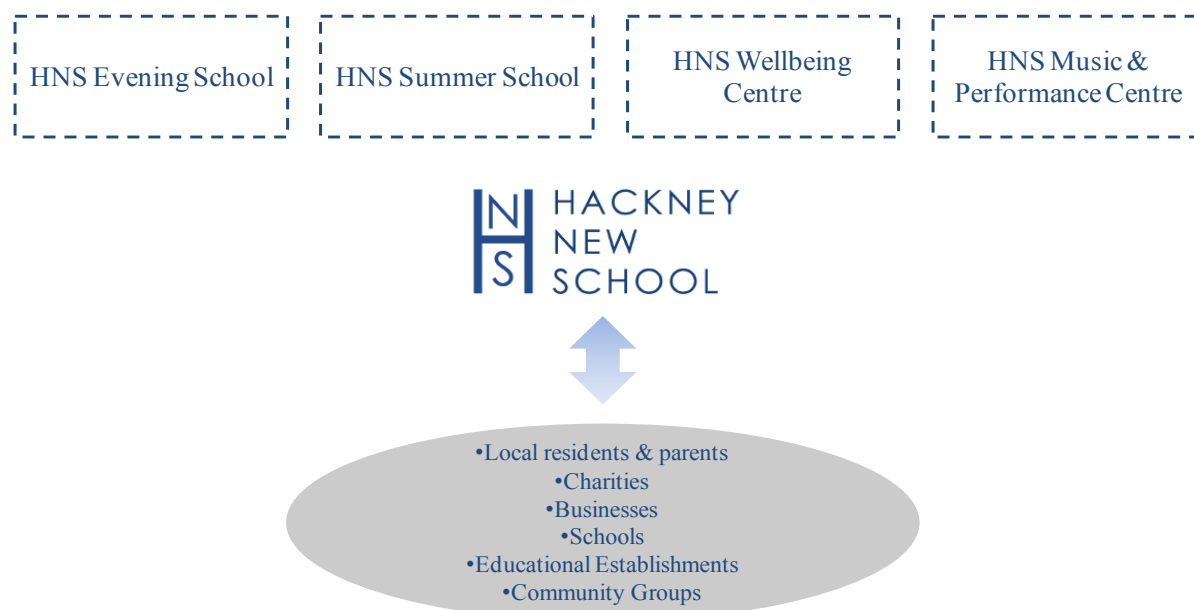 HNS Evening School
HNS Summer School
HNS Wellbeing
Centre
HNS Music &
Performance Centre
HNS
HACKNEY
NEW
SCHOOL
•Local residents & parents
•Charities
•Businesses
•Schools
•Educational Establishments
•Community Groups